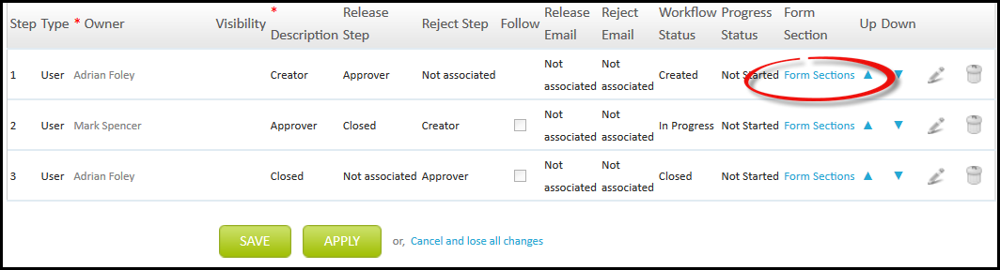 Step Type * Owner Visibility * Description Release Step Reject Step Follow Release Email Reject Email Workflow Status Progress Status Form Section Up Down
1 User Adrian Foley Creator Approver Not associated Not associated Not associated Created Not Started Form Sections
2 User Mark Spencer Approver Closed Creator Not associated Not associated In Progress Not Started Form Sections
3 User Adrian Foley Closed Not associated Approver Not associated Not associated Closed Not Started Form Sections
SAVE APPLY or, Cancel and lose all changes